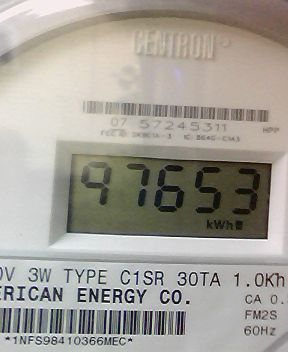 CENTRON®
07 57245311 HPP
97653
kWh
0V 3W TYPE C1SR 30TA 1.0Kh
ERICAN ENERGY CO.
CA 0.
FM2S
60Hz
*1NFS98410366MEC*